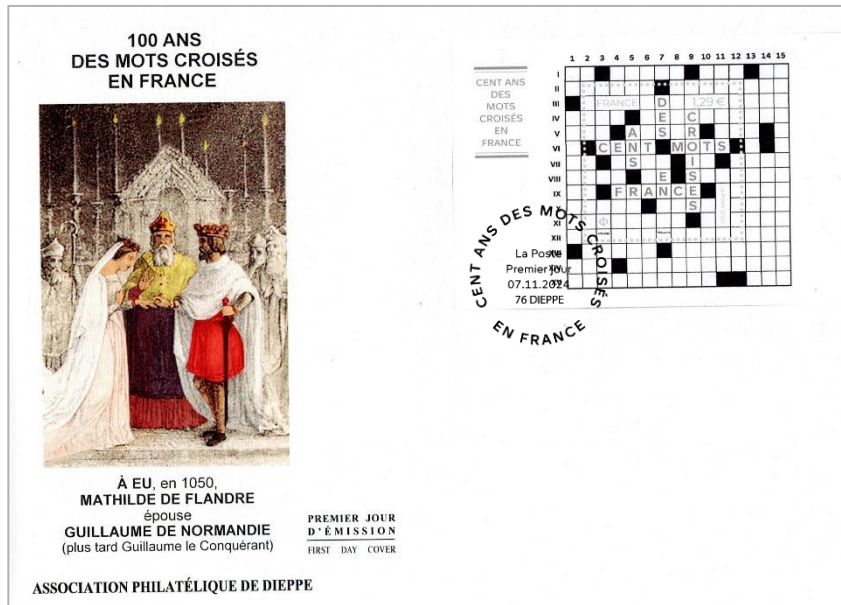 100 ANS
DES MOTS CROISÉS
EN FRANCE
À EU, en 1050,
MATHILDE DE FLANDRE
épouse
GUILLAUME DE NORMANDIE
(plus tard Guillaume le Conquérant)
PREMIER JOUR
D'ÉMISSION
FIRST DAY COVER
ASSOCIATION PHILATÉLIQUE DE DIEPPE
CENT ANS
DES
MOTS
CROISÉS
EN
FRANCE
1 2 3 4 5 6 7 8 9 10 11 12 13 14 15
I
II
III FRANCE D 1,29 €
IV E C
V A S R
VI CENT MOTS
VII S I
VIII S E S
IX FRANCE E
X S
XI Φ
XII
XIII
XIV
XV
CENT ANS DES MOTS CROISÉS
La Poste
Premier Jour
07.11.2024
76 DIEPPE
EN FRANCE